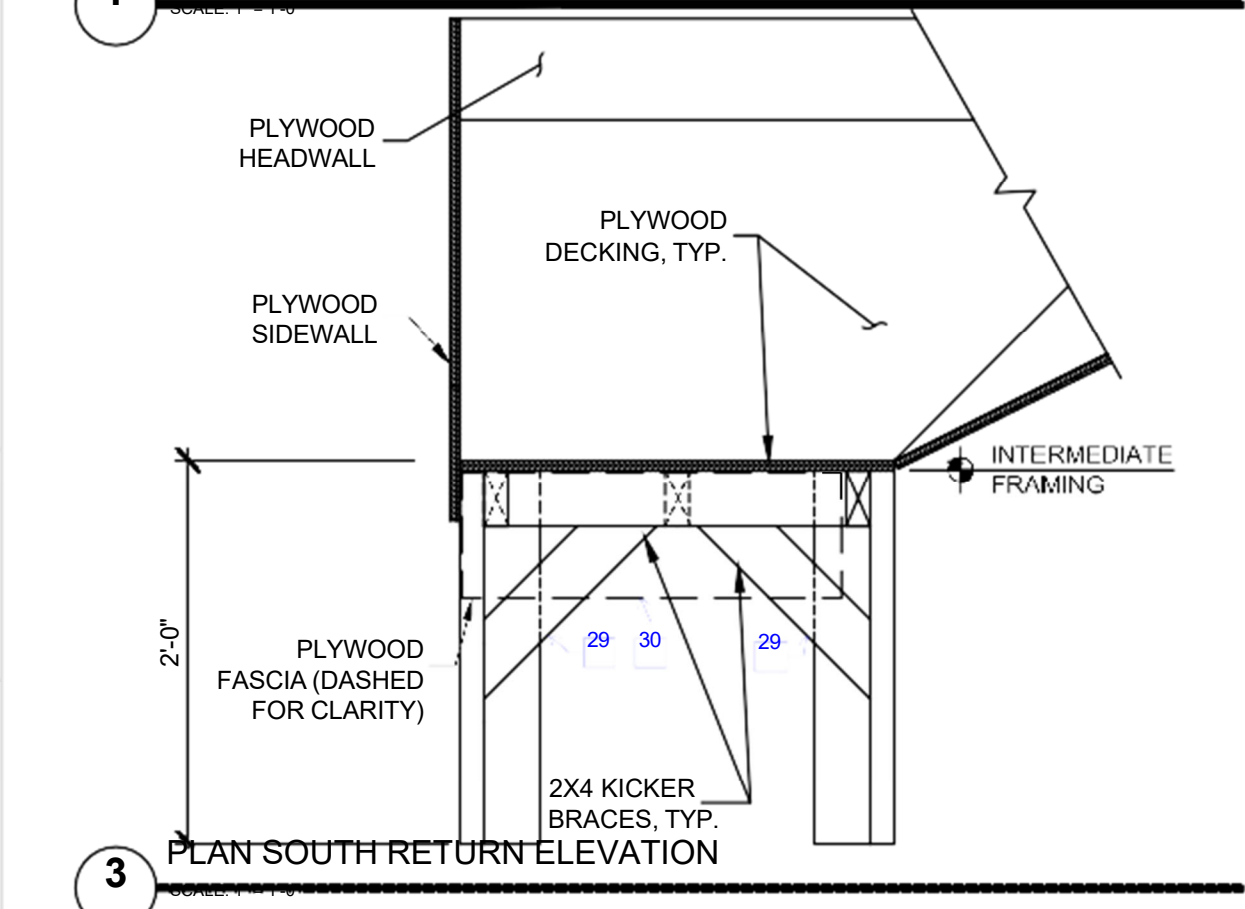 PLYWOOD
HEADWALL
PLYWOOD
DECKING, TYP.
PLYWOOD
SIDEWALL
INTERMEDIATE
FRAMING
2'-0"
29
30
29
PLYWOOD
FASCIA (DASHED
FOR CLARITY)
2X4 KICKER
BRACES, TYP.
3
PLAN SOUTH RETURN ELEVATION